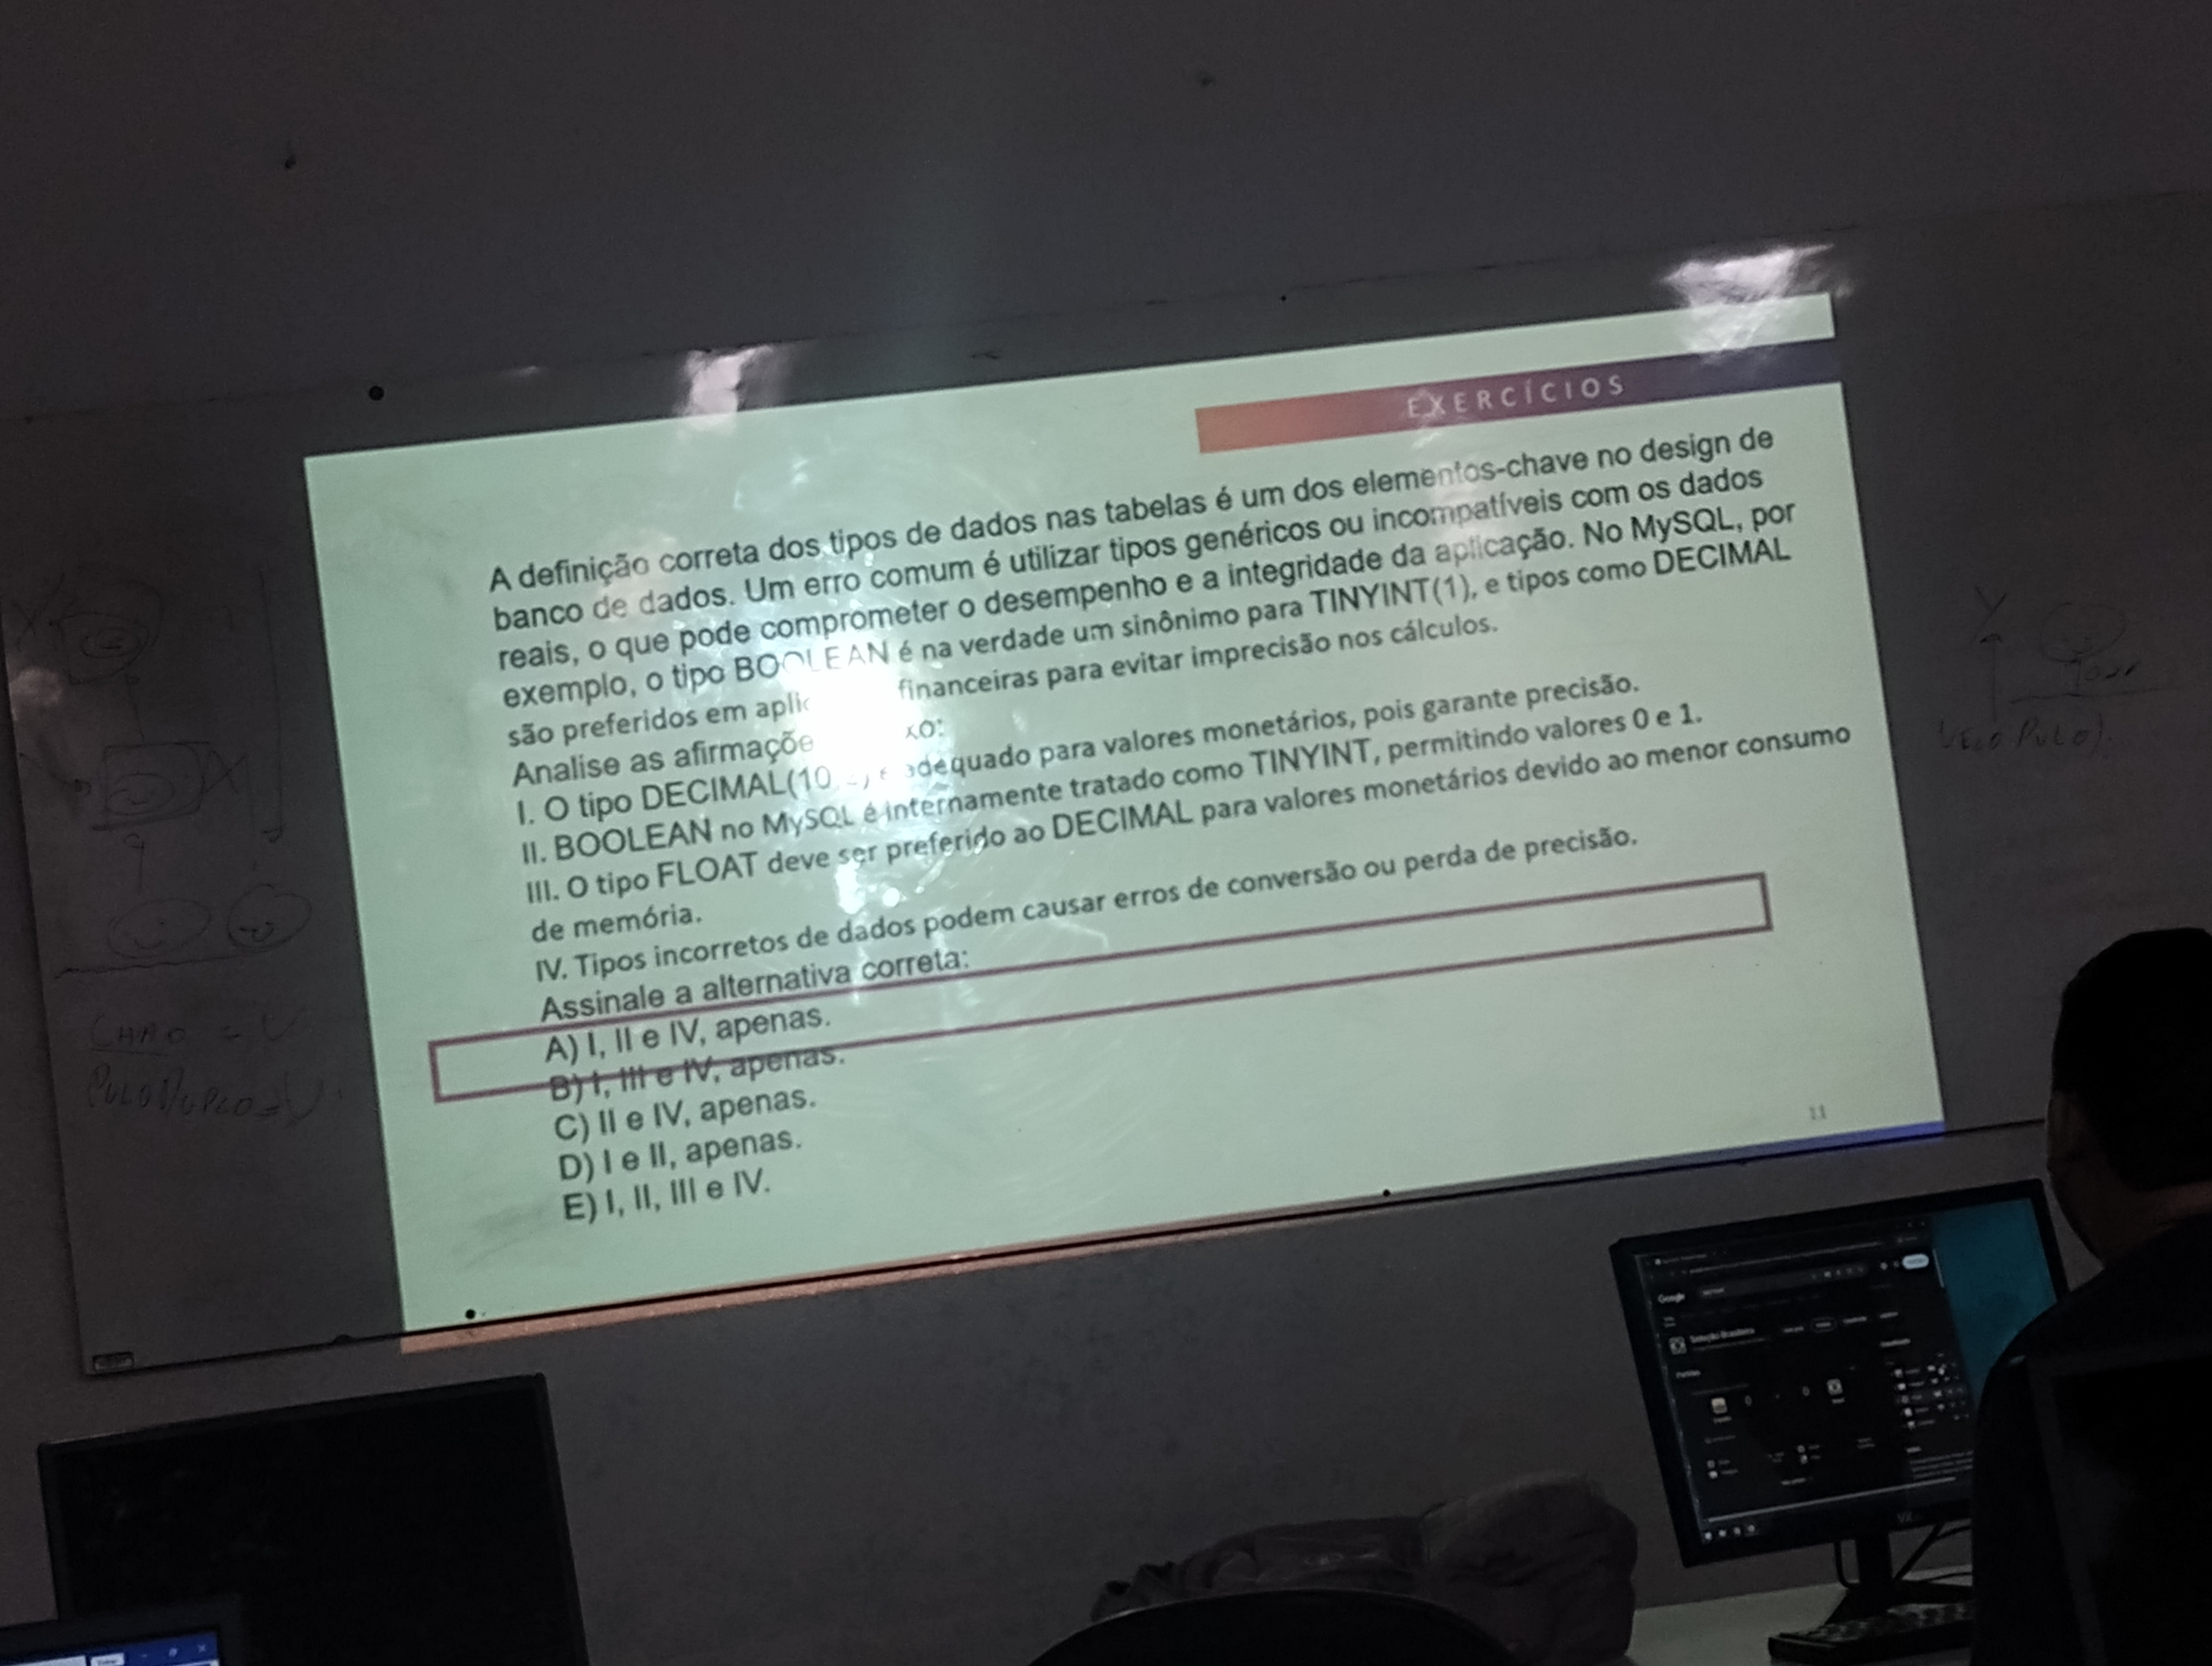 EXERCÍCIOS
A definição correta dos tipos de dados nas tabelas é um dos elementos-chave no design de
banco de dados. Um erro comum é utilizar tipos genéricos ou incompatíveis com os dados
reais, o que pode comprometer o desempenho e a integridade da aplicação. No MySQL, por
exemplo, o tipo BOOLEAN é na verdade um sinônimo para TINYINT(1), e tipos como DECIMAL
são preferidos em financeiras para evitar imprecisão nos cálculos.
Analise as
I. O tipo DECIMAL(10 adequado para valores monetários, pois garante precisão.
II. BOOLEAN no MySQL é internamente tratado como TINYINT, permitindo valores 0 e 1.
III. O tipo FLOAT deve ser preferido ao DECIMAL para valores monetários devido ao menor consumo
de memória.
IV. Tipos incorretos de dados podem causar erros de conversão ou perda de precisão.
Assinale a alternativa correta:
A) I, II e IV, apenas.
B) I, III e IV, apenas.
C) II e IV, apenas.
D) I e II, apenas.
E) I, II, III e IV.
11
CHAO = V
Google
Seleção Brasileira